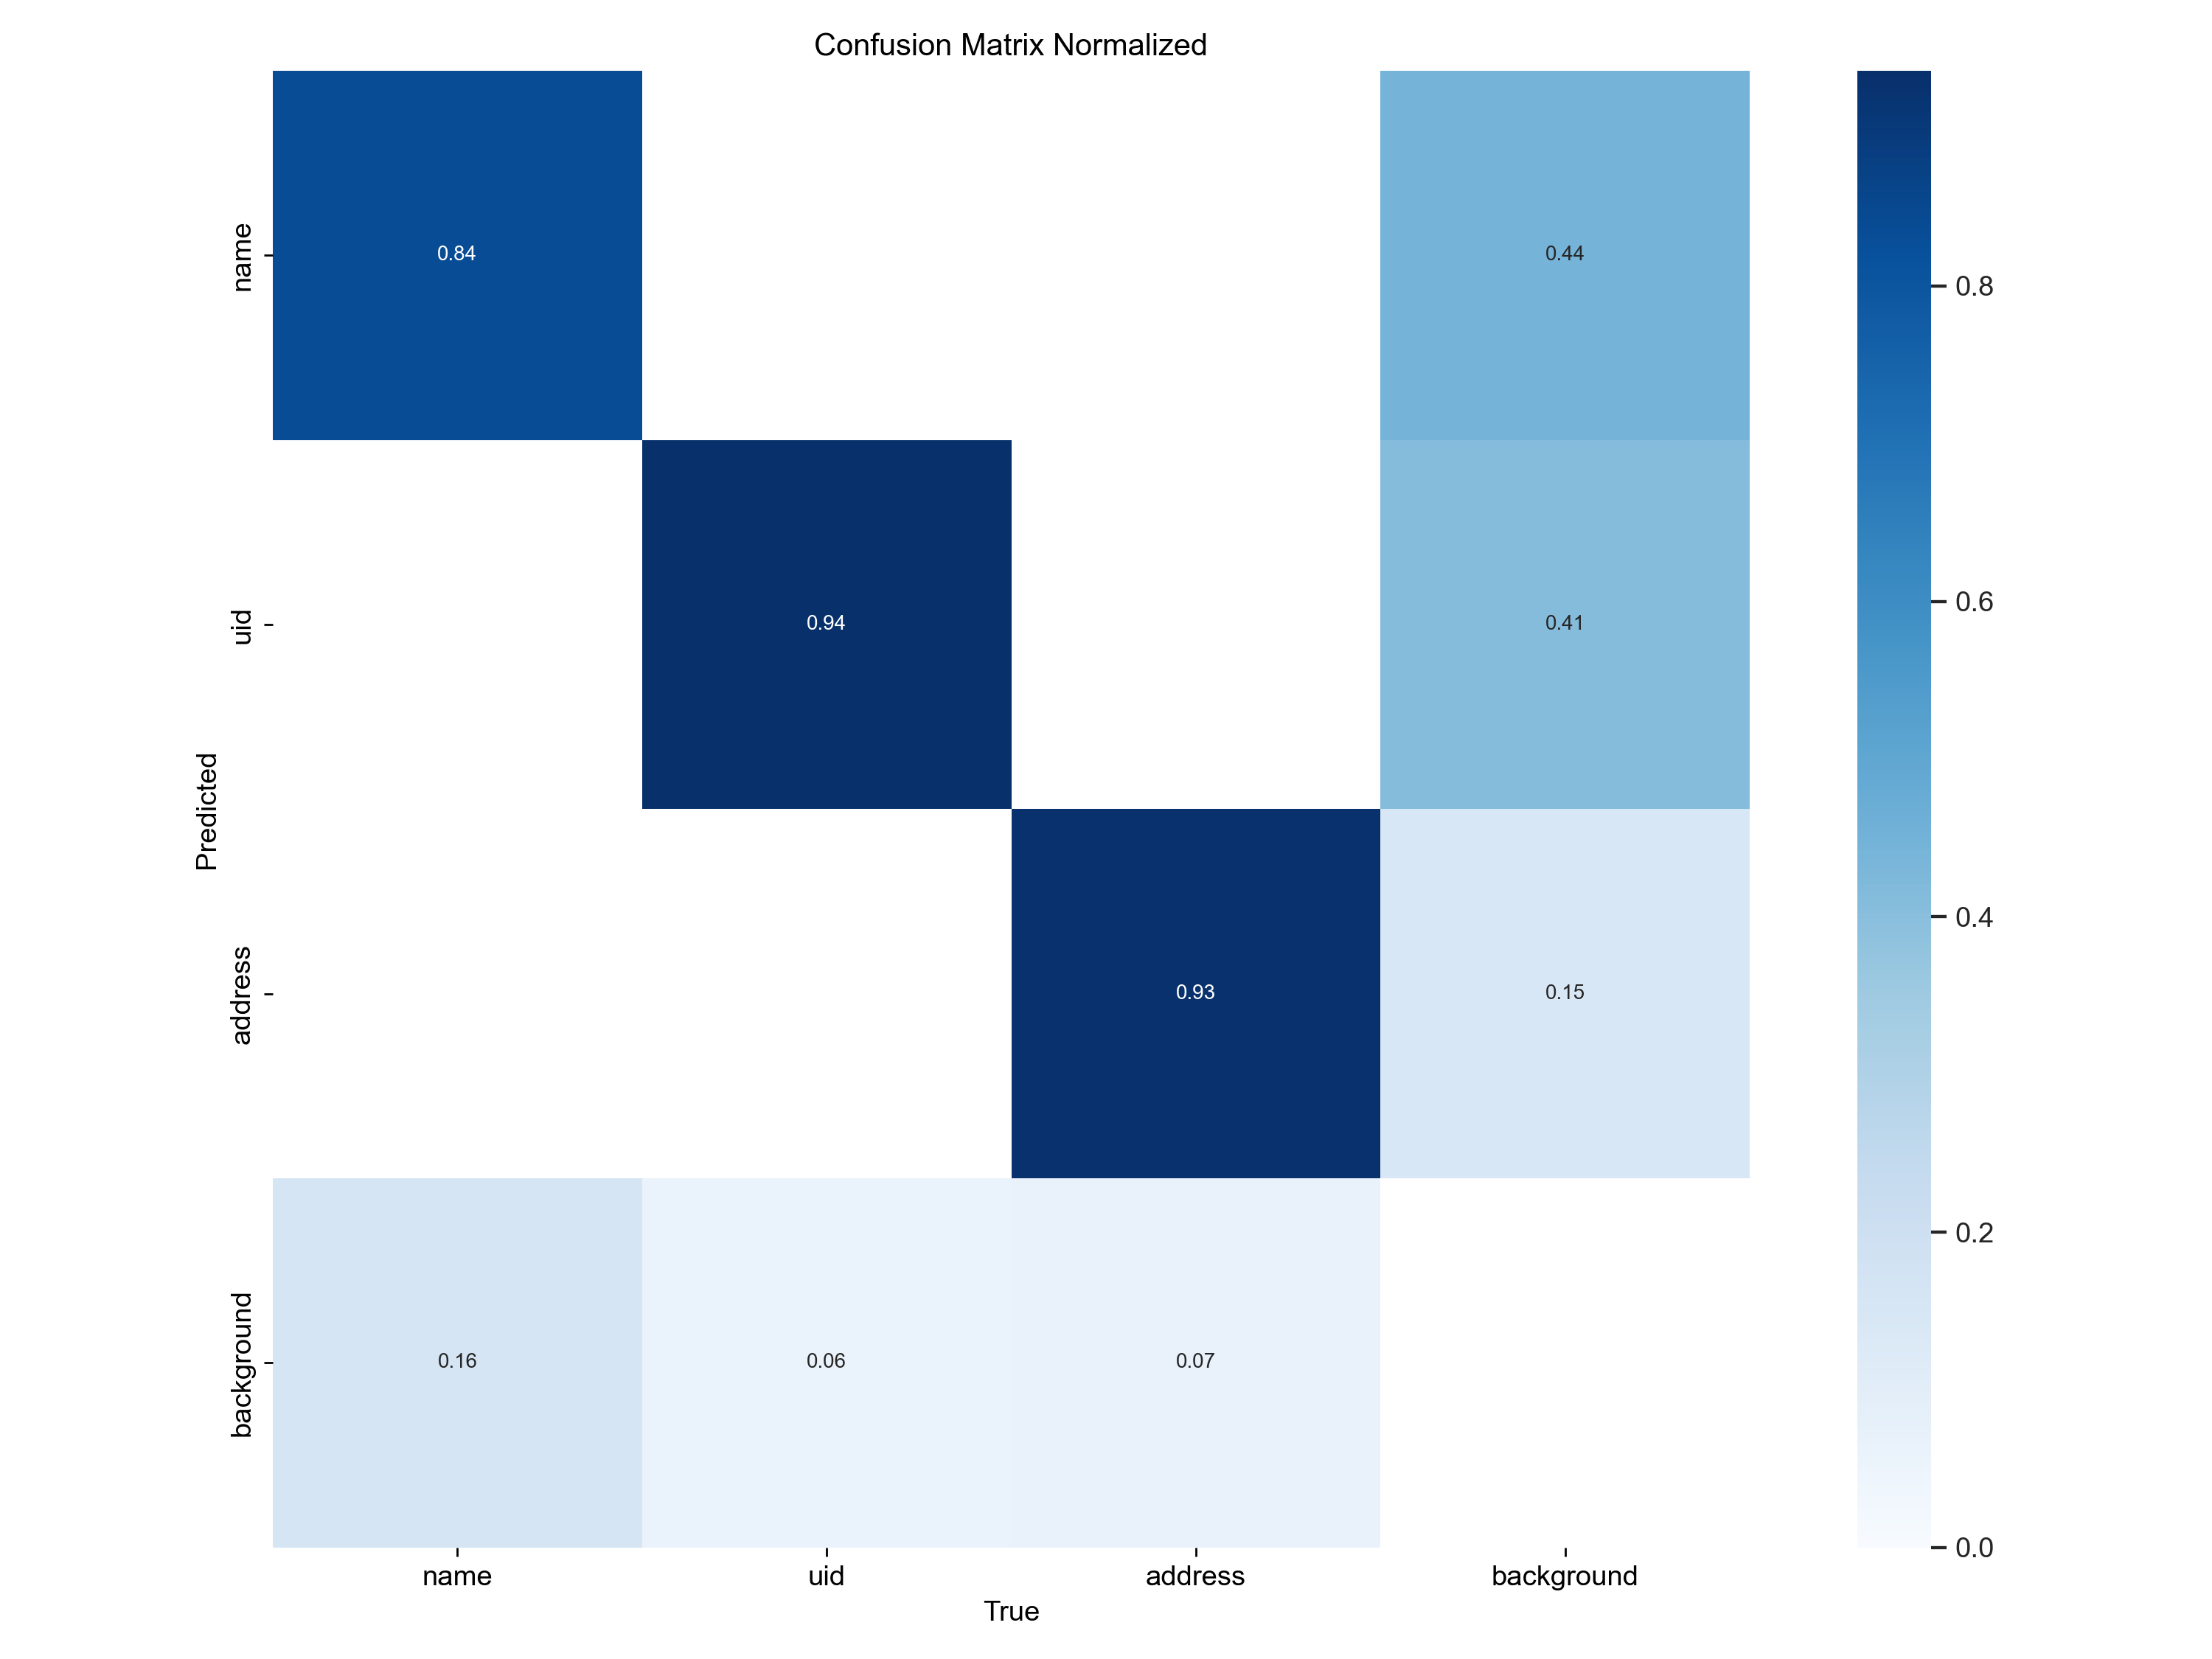 Confusion Matrix Normalized
name
0.84
0.44
uid
0.94
0.41
address
0.93
0.15
background
0.16
0.06
0.07
Predicted
name uid address background
True
0.8
0.6
0.4
0.2
0.0